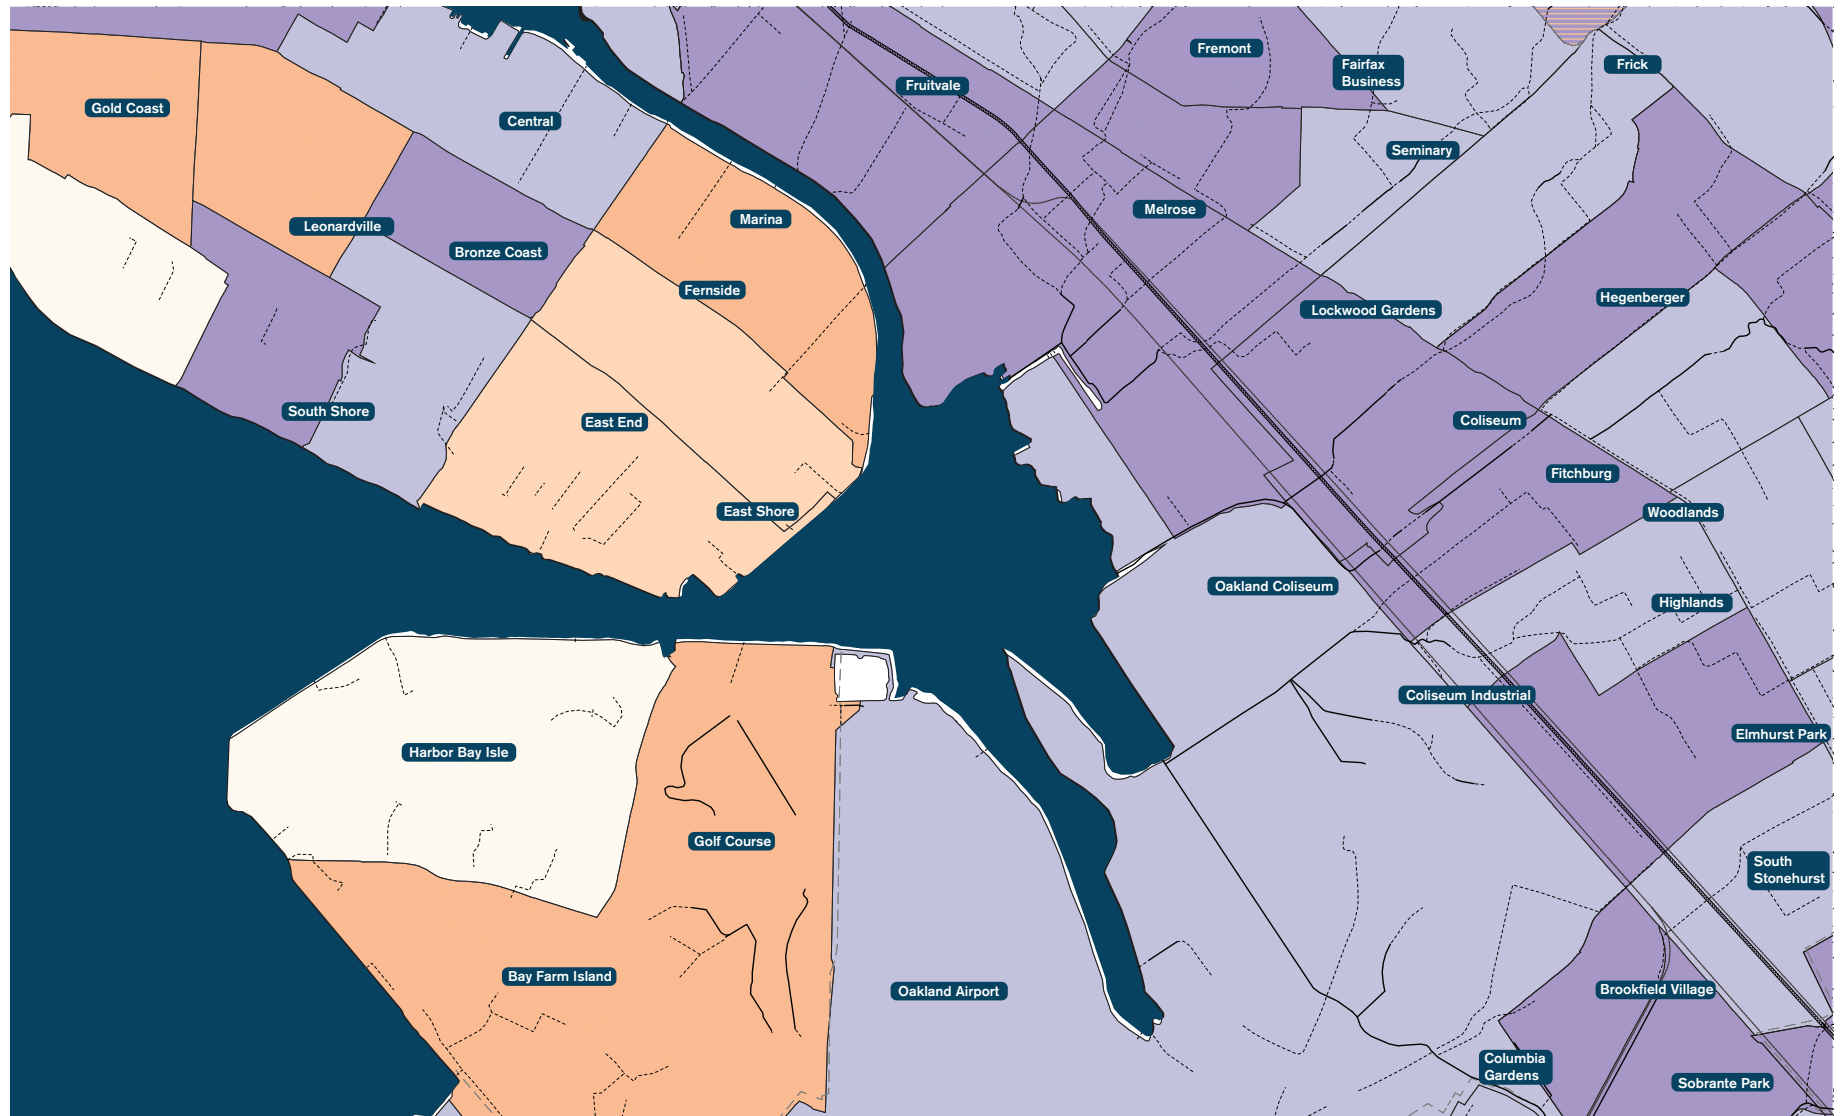 Fremont
Fairfax
Business
Frick
Fruitvale
Gold Coast
Central
Seminary
Melrose
Marina
Leonardville
Bronze Coast
Fernside
Hegenberger
Lockwood Gardens
South Shore
East End
Coliseum
Fitchburg
East Shore
Woodlands
Oakland Coliseum
Highlands
Coliseum Industrial
Elmhurst Park
Harbor Bay Isle
Golf Course
South
Stonehurst
Bay Farm Island
Oakland Airport
Brookfield Village
Columbia
Gardens
Sobrante Park